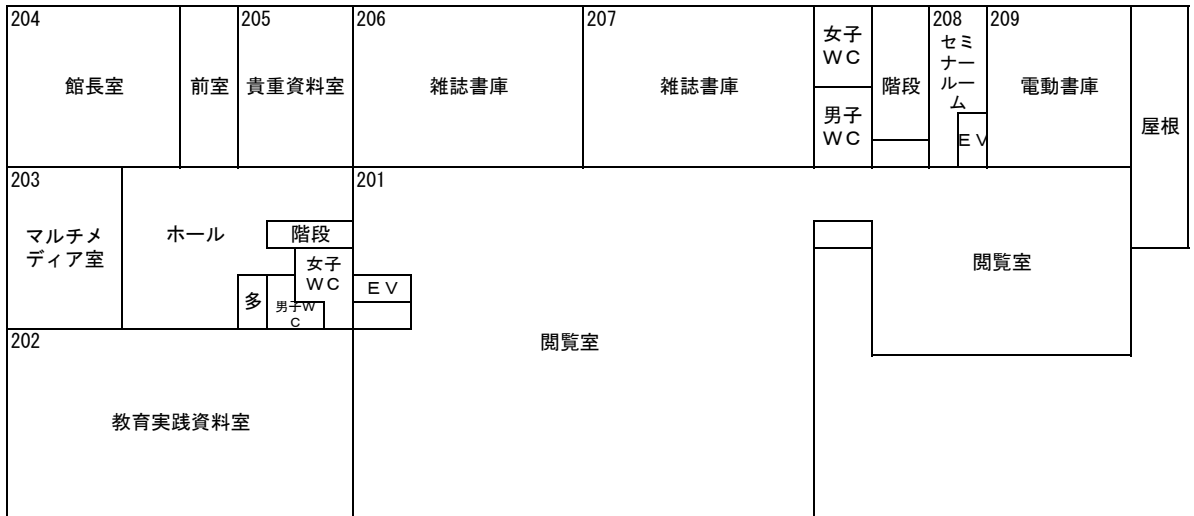 204
館長室
前室
205
貴重資料室
206
雑誌書庫
207
雑誌書庫
女子
ＷＣ
男子
ＷＣ
階段
208
セミ
ナー
ルー
ム
ＥＶ
209
電動書庫
屋根
203
マルチメ
ディア室
ホール
階段
女子
ＷＣ
多
男子Ｗ
Ｃ
201
ＥＶ
閲覧室
閲覧室
202
教育実践資料室